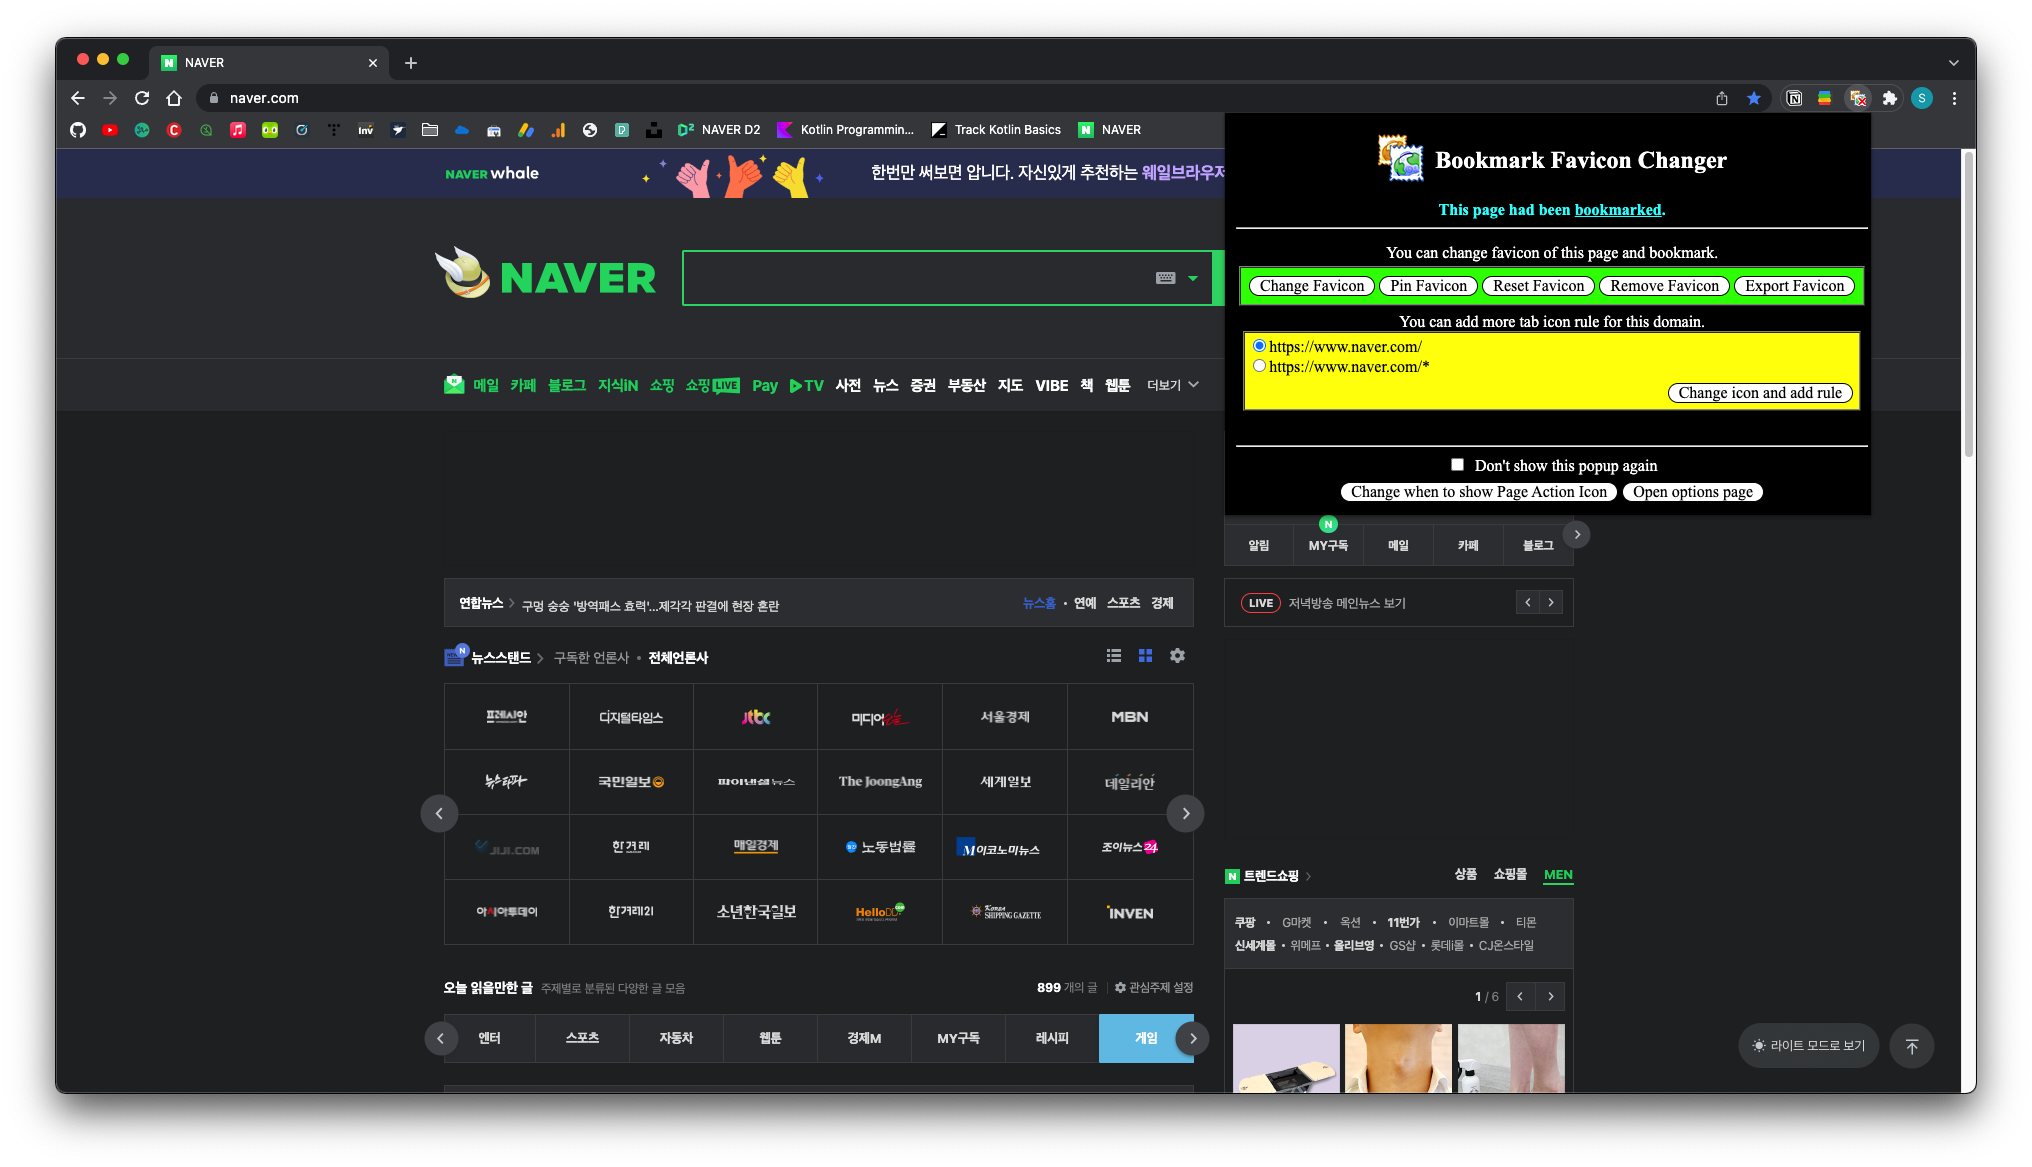 NAVER
naver.com
S
inv
NAVER D2
Kotlin Programmin...
Track Kotlin Basics
NAVER
NAVER whale
한번만 써보면 압니다. 자신있게 추천하는 웨일브라우저
Bookmark Favicon Changer
This page had been bookmarked.
You can change favicon of this page and bookmark.
Change Favicon Pin Favicon Reset Favicon Remove Favicon Export Favicon
You can add more tab icon rule for this domain.
https://www.naver.com/
https://www.naver.com/*
Change icon and add rule
Don't show this popup again
Change when to show Page Action Icon Open options page
NAVER
메일 카페 블로그 지식iN 쇼핑 쇼핑LIVE Pay TV 사전 뉴스 증권 부동산 지도 VIBE 책 웹툰 더보기
N
알림 MY구독 메일 카페 블로그
연합뉴스 구멍 숭숭 '방역패스 효력'...제각각 판결에 현장 혼란
뉴스홈 · 연예 스포츠 경제
LIVE 저녁방송 메인뉴스 보기
뉴스스탠드 구독한 언론사 · 전체언론사
프레시안 디지털타임스 jtbc 미디어오늘 서울경제 MBN
뉴스타파 국민일보 파이낸셜뉴스 The JoongAng 세계일보 데일리안
JIJI.COM 한겨레 매일경제 노동법률 M이코노미뉴스 조이뉴스24
아시아투데이 한겨레21 소년한국일보 HelloDD.COM KOREA SHIPPING GAZETTE INVEN
N 트렌드쇼핑 상품 쇼핑몰 MEN
쿠팡 · G마켓 · 옥션 · 11번가 · 이마트몰 · 티몬
신세계몰 · 위메프 · 올리브영 · GS샵 · 롯데i몰 · CJ온스타일
1 / 6
오늘 읽을만한 글 주제별로 분류된 다양한 글 모음
899 개의 글 관심주제 설정
엔터 스포츠 자동차 웹툰 경제M MY구독 레시피 게임
라이트 모드로 보기